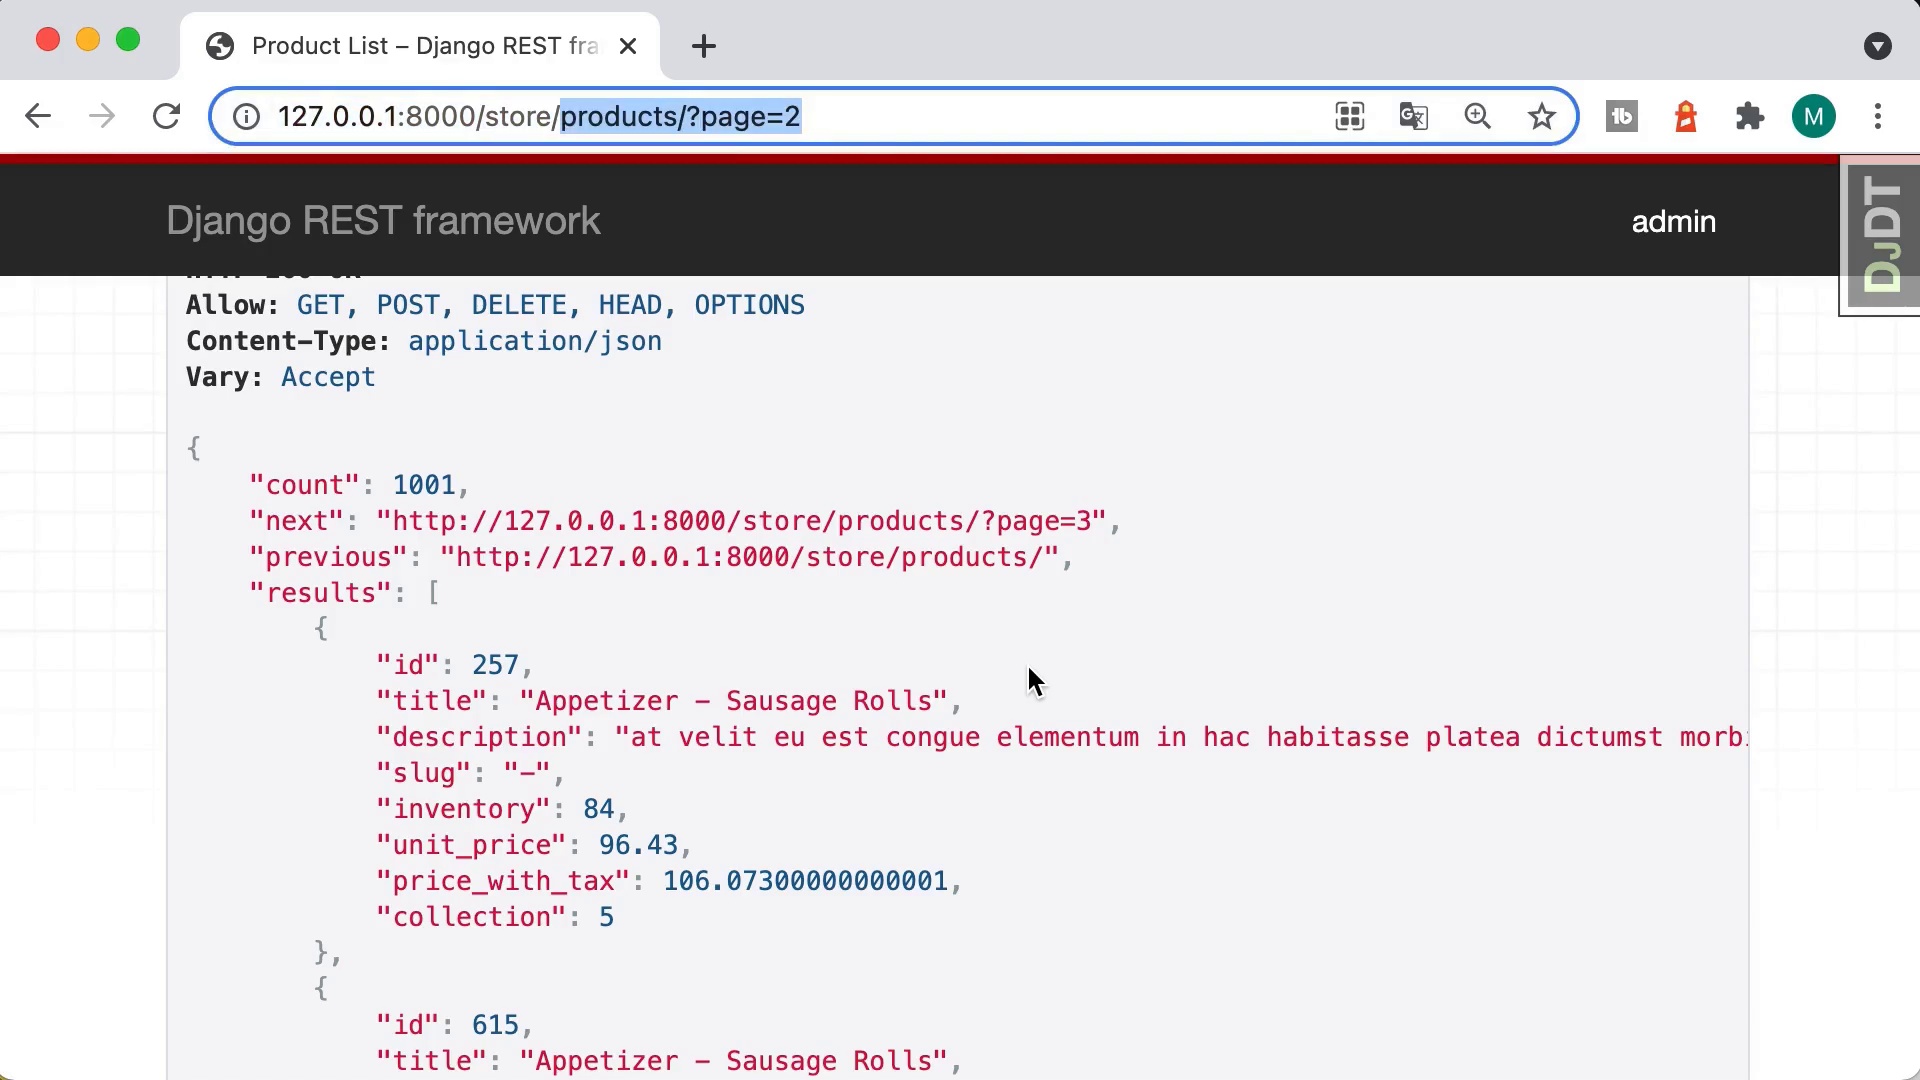 Product List – Django REST fra
127.0.0.1:8000/store/products/?page=2
M
Django REST framework
admin
DJDT
Allow: GET, POST, DELETE, HEAD, OPTIONS
Content-Type: application/json
Vary: Accept
{
"count": 1001,
"next": "http://127.0.0.1:8000/store/products/?page=3",
"previous": "http://127.0.0.1:8000/store/products/",
"results": [
{
"id": 257,
"title": "Appetizer - Sausage Rolls",
"description": "at velit eu est congue elementum in hac habitasse platea dictumst morb
"slug": "-",
"inventory": 84,
"unit_price": 96.43,
"price_with_tax": 106.07300000000001,
"collection": 5
},
{
"id": 615,
"title": "Appetizer - Sausage Rolls",